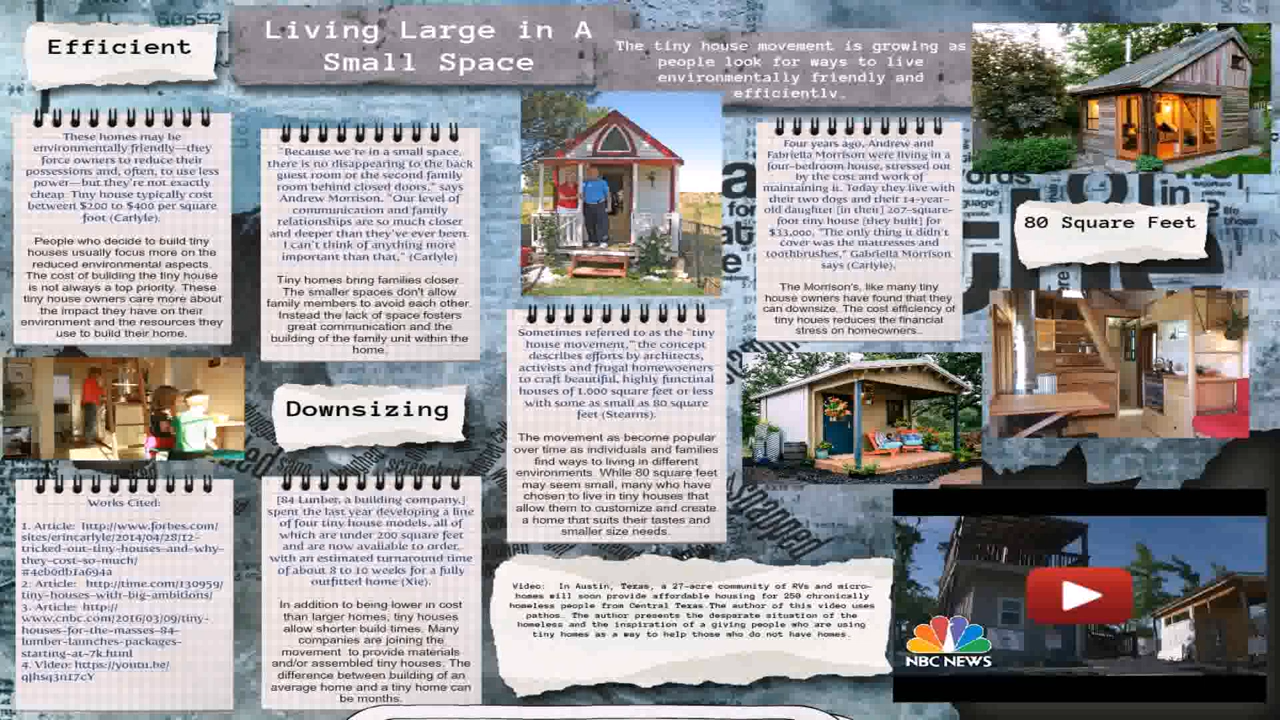 Efficient
Living Large in A
Small Space
The tiny house movement is growing as
people look for ways to live
environmentally friendly and
efficiently.
These homes may be
environmentally friendly—they
force owners to reduce their
possessions and, often, to use less
power—but they're not exactly
cheap. Tiny house typically cost
between $200 to $400 per square
foot (Carlyle).
People who decide to build tiny
houses usually focus more on the
reduced environmental aspects.
The cost of building the tiny house
is not always a top priority. These
tiny house owners care more about
the impact they have on their
environment and the resources they
use to build their home.
"Because we're in a small space,
there is no disappearing to the back
guest room or the second family
room behind closed doors," says
Andrew Morrison. "Our level of
communication and family
relationships are so much closer
and deeper than they've ever been.
I can't think of anything more
important than that," (Carlyle)
Tiny homes bring families closer.
The smaller spaces don't allow
family members to avoid each other.
Instead the lack of space fosters
great communication and the
building of the family unit within the
home.
Downsizing
Sometimes referred to as the "tiny
house movement," the concept
describes efforts by architects,
activists and frugal homewoeners
to craft beautiful, highly functinal
houses of 1,000 square feet or less
with some as small as 80 square
feet (Stearns).
The movement as become popular
over time as individuals and families
find ways to living in different
environments. While 80 square feet
may seem small, many who have
chosen to live in tiny houses that
allow them to customize and create
a home that suits their tastes and
smaller size needs.
Four years ago, Andrew and
Fabriella Morrison were living in a
four-bedroom house, stressed out
by the cost and work of
maintaining it. Today they live with
their two dogs and their 14-year-
old daughter [in their] 207-square-
foot tiny house [they built] for
$33,000. "The only thing it didn't
cover was the mattresses and
toothbrushes," Gabriella Morrison
says (Carlyle).
The Morrison's, like many tiny
house owners have found that they
can downsize. The cost efficiency of
tiny houes reduces the financial
stress on homeowners..
80 Square Feet
Works Cited:
1. Article: http://www.forbes.com/
sites/erincarlyle/2014/04/28/12-
tricked-out-tiny-houses-and-why-
they-cost-so-much/
#4cb0db1a694a
2: Article: http://time.com/130959/
tiny-houses-with-big-ambitions/
3. Article: http://
www.cnbc.com/2016/03/09/tiny-
houses-for-the-masses-84-
lumber-launches-packages-
starting-at-7k.html
4. Video: https://youtu.be/
[84 Lunber, a building company,]
spent the last year developing a line
of four tiny house models, all of
which are under 200 square feet
and are now available to order,
with an estimated turnaround time
of about 8 to 10 weeks for a fully
outfitted home (Xie).
In addition to being lower in cost
than larger homes, tiny houses
allow shorter build times. Many
companies are joining the
movement to provide materials
and/or assembled tiny houses. The
difference between building of an
average home and a tiny home can
be months.
Video: In Austin, Texas, a 27-acre community of RVs and micro-
homes will soon provide affordable housing for 250 chronically
homeless people from Central Texas.The author of this video uses
pathos. The author presents the desperate situation of the
homeless and the inspiration of a giving people who are using
tiny homes as a way to help those who do not have homes.
NBC NEWS